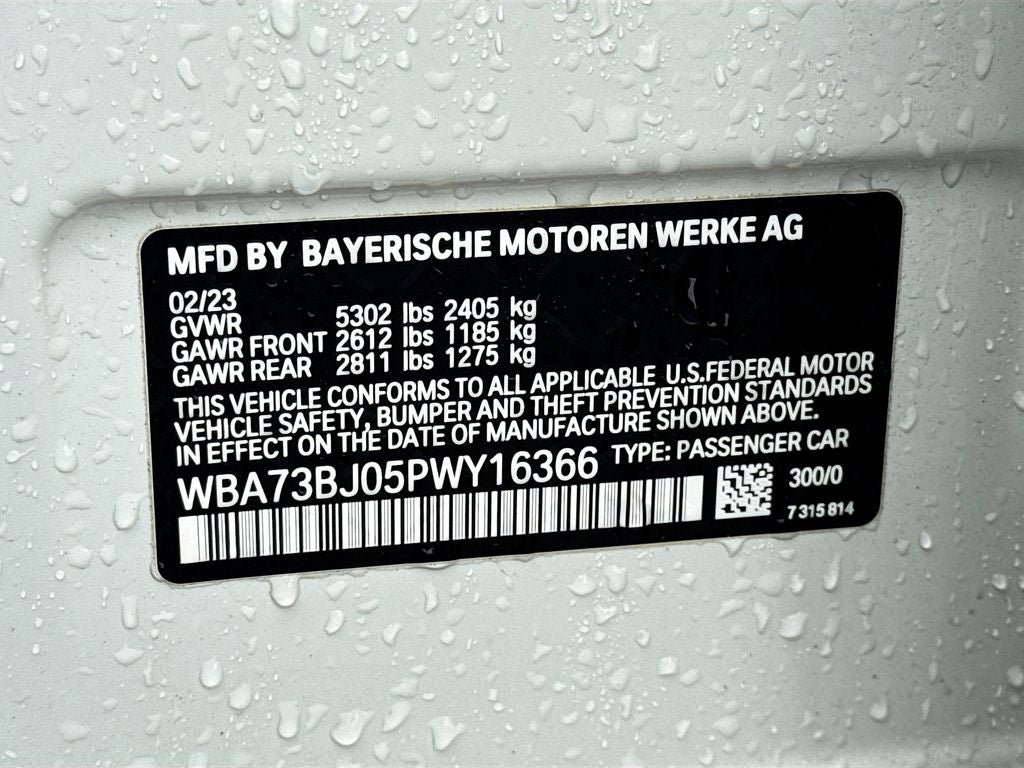 MFD BY BAYERISCHE MOTOREN WERKE AG
02/23
GVWR 5302 lbs 2405 kg
GAWR FRONT 2612 lbs 1185 kg
GAWR REAR 2811 lbs 1275 kg
THIS VEHICLE CONFORMS TO ALL APPLICABLE U.S.FEDERAL MOTOR
VEHICLE SAFETY, BUMPER AND THEFT PREVENTION STANDARDS
IN EFFECT ON THE DATE OF MANUFACTURE SHOWN ABOVE.
WBA73BJ05PWY16366 TYPE: PASSENGER CAR
300/0
7 315 814